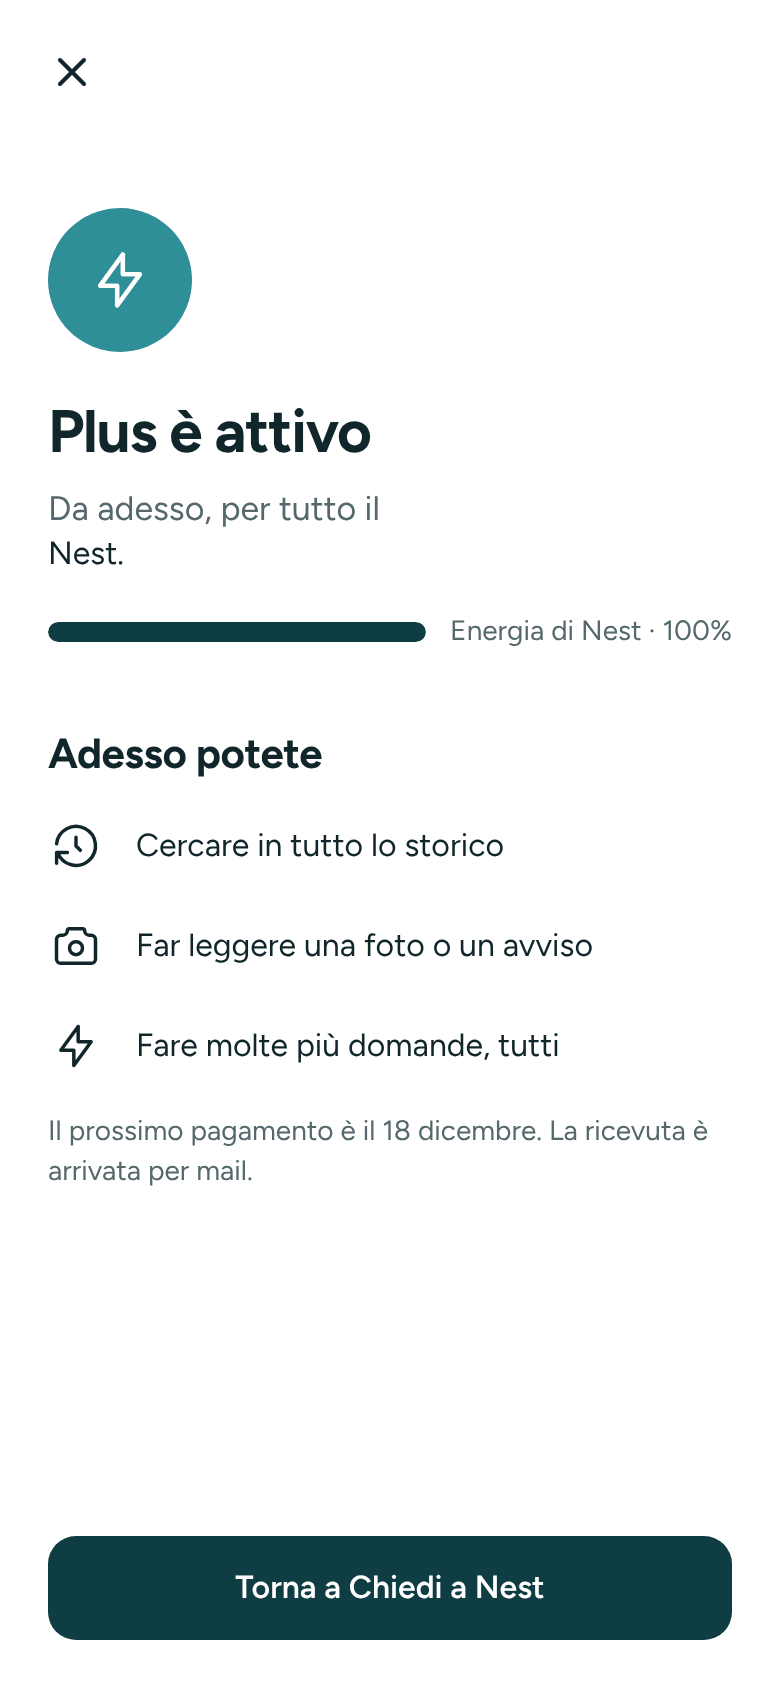 Plus è attivo
Da adesso, per tutto il
Nest.
Energia di Nest · 100%
Adesso potete
Cercare in tutto lo storico
Far leggere una foto o un avviso
Fare molte più domande, tutti
Il prossimo pagamento è il 18 dicembre. La ricevuta è
arrivata per mail.
Torna a Chiedi a Nest